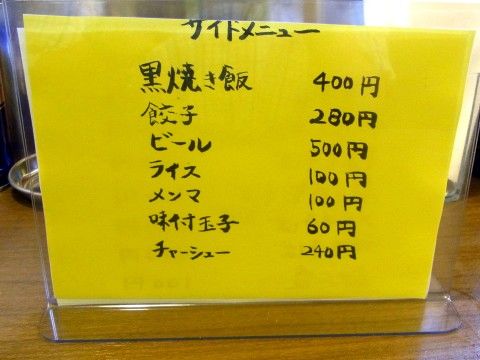 サイドメニュー
黒焼き飯 400円
餃子 280円
ビール 500円
ライス 100円
メンマ 100円
味付玉子 60円
チャーシュー 240円